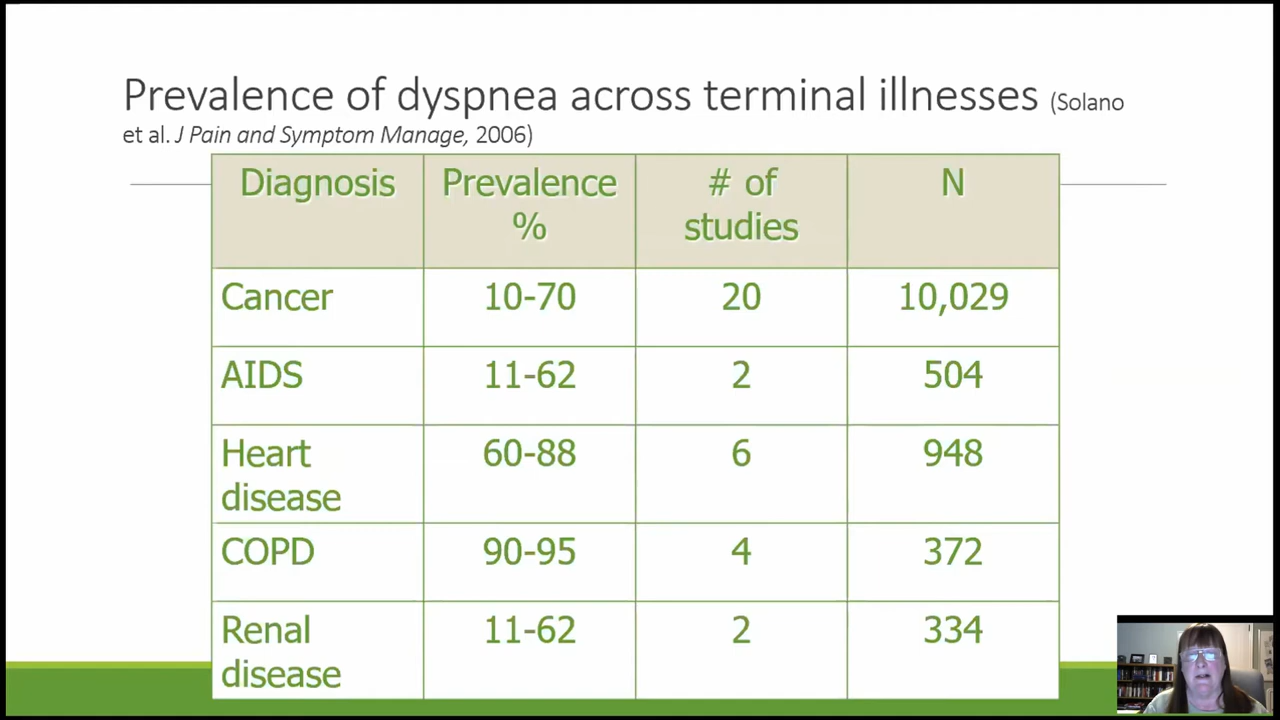 Prevalence of dyspnea across terminal illnesses (Solano
et al. J Pain and Symptom Manage, 2006)
Diagnosis Prevalence % # of studies N
Cancer 10-70 20 10,029
AIDS 11-62 2 504
Heart disease 60-88 6 948
COPD 90-95 4 372
Renal disease 11-62 2 334